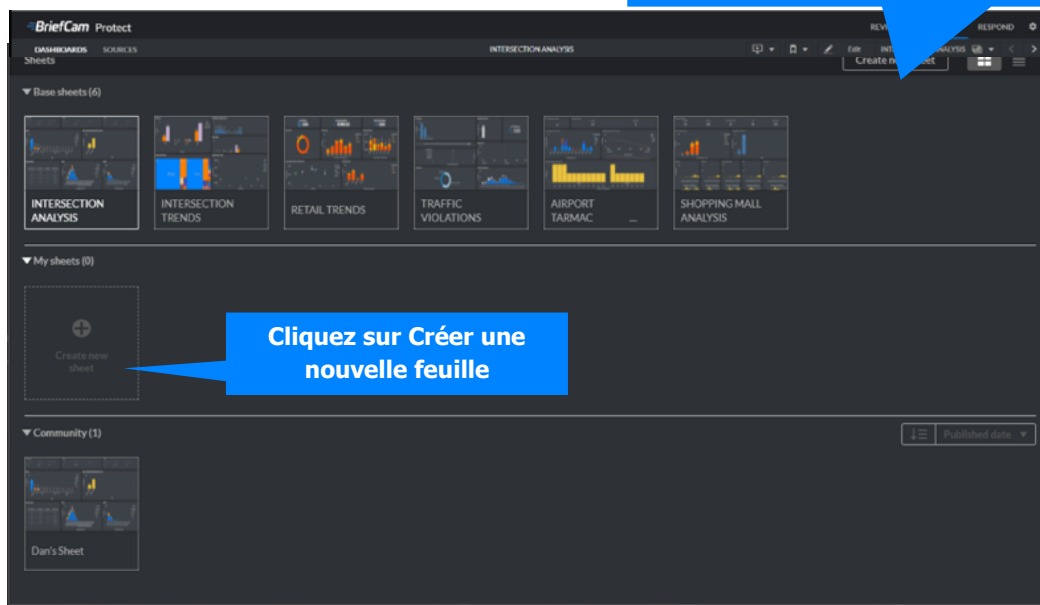 BriefCam Protect
RESPOND
DASHBOARDS SOURCES
INTERSECTION ANALYSIS
Edit
Sheets
Create new sheet
Base sheets (6)
INTERSECTION
ANALYSIS
INTERSECTION
TRENDS
RETAIL TRENDS
TRAFFIC
VIOLATIONS
AIRPORT
TARMAC ...
SHOPPING MALL
ANALYSIS
My sheets (0)
Create new
sheet
Cliquez sur Créer une
nouvelle feuille
Community (1)
Published date
Dan's Sheet